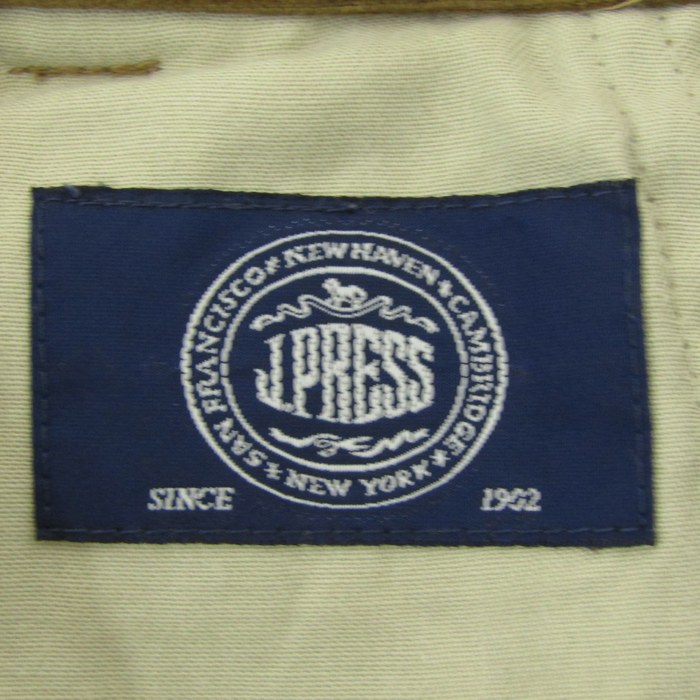 SAN FRANCISCO * NEW HAVEN * CAMBRIDGE * NEW YORK *
J.PRESS
SINCE 1902